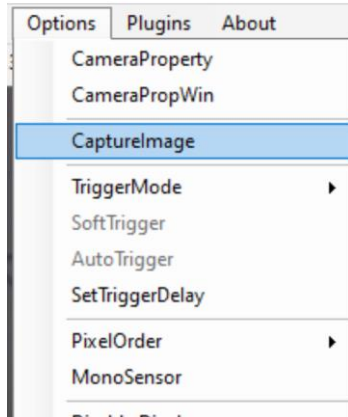 Options Plugins About
CameraProperty
CameraPropWin
CaptureImage
TriggerMode
SoftTrigger
AutoTrigger
SetTriggerDelay
PixelOrder
MonoSensor